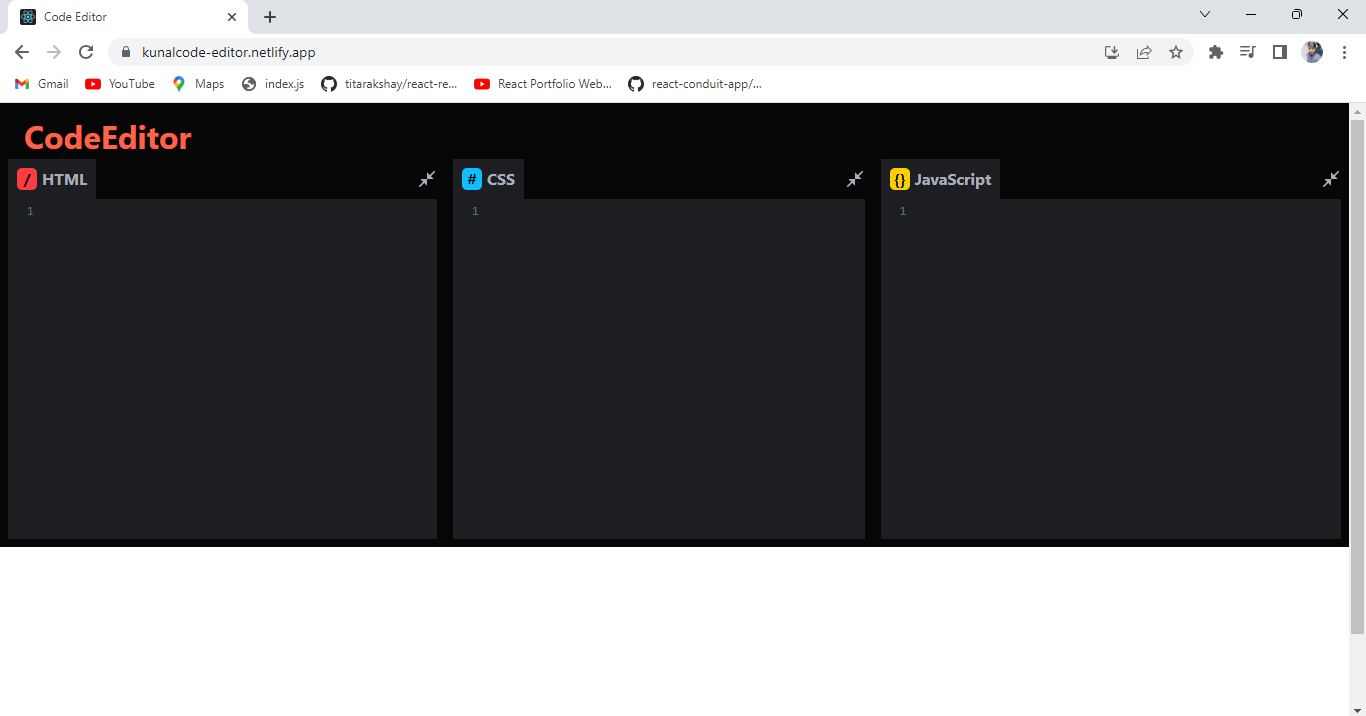 Code Editor
kunalcode-editor.netlify.app
Gmail YouTube Maps index.js titarakshay/react-re... React Portfolio Web... react-conduit-app/...
CodeEditor
/ HTML # CSS {} JavaScript
1 1 1